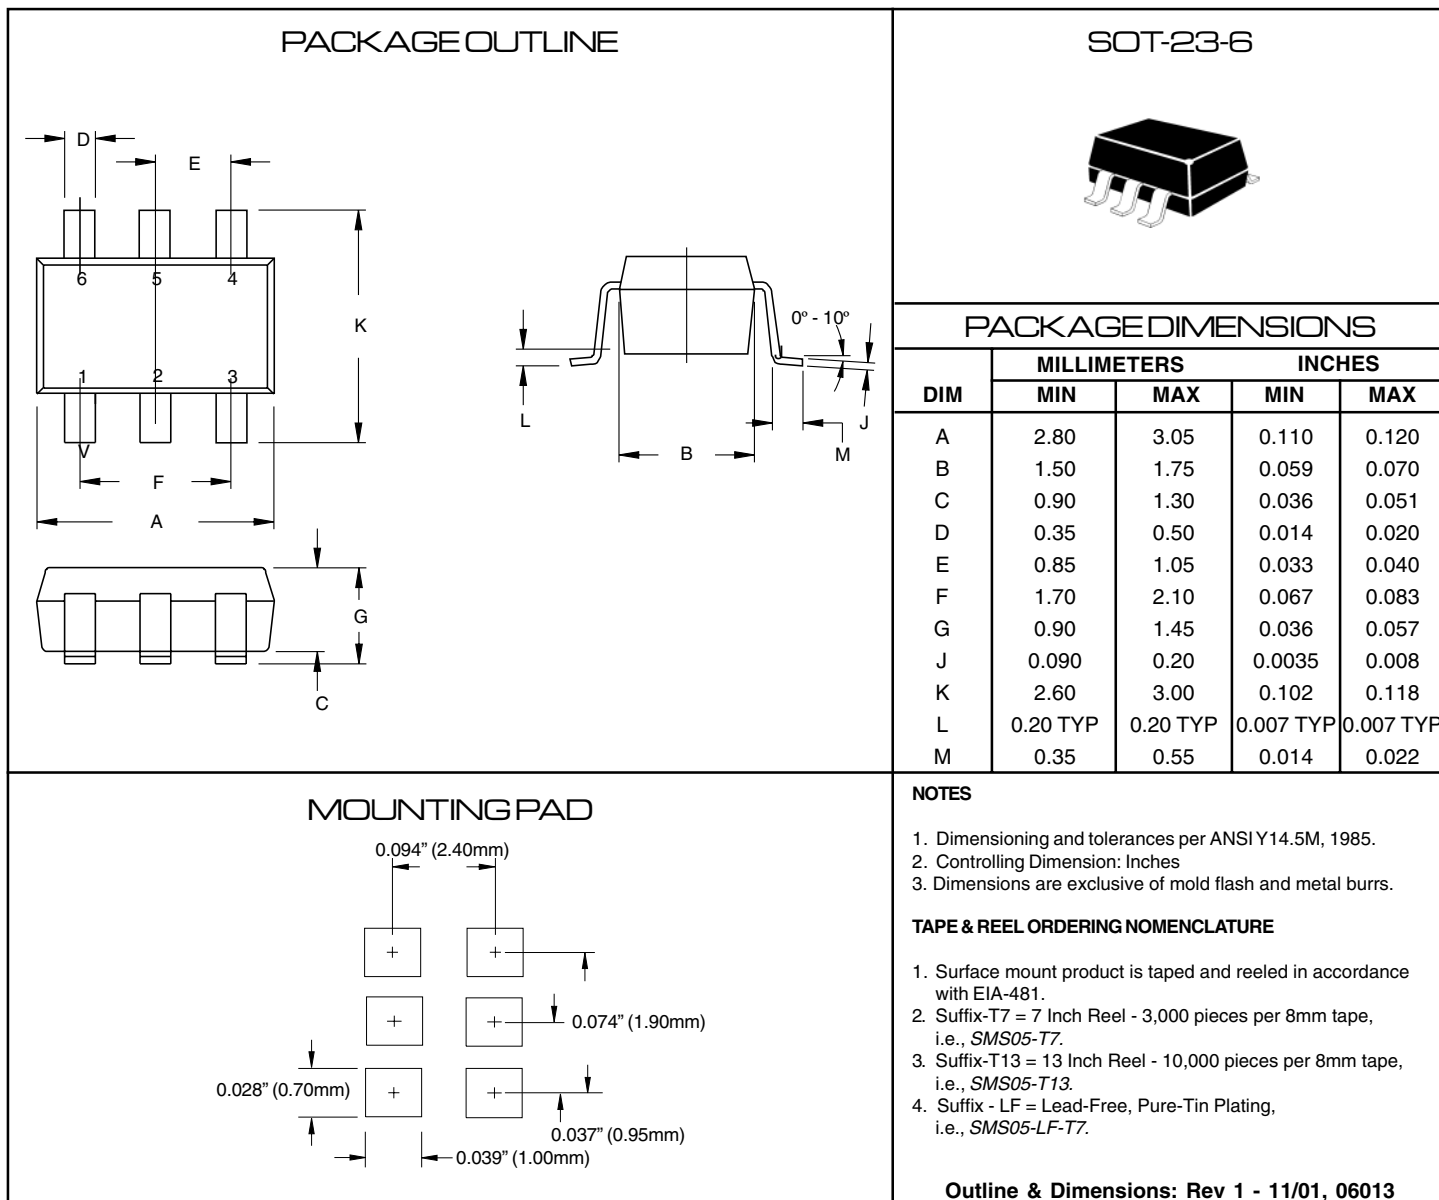 PACKAGE OUTLINE
D
E
6 5 4
K
1 2 3
V
F
A
G
C
0º - 10º
L
B
J
M
SOT-23-6
PACKAGE DIMENSIONS
MILLIMETERS INCHES
DIM MIN MAX MIN MAX
A 2.80 3.05 0.110 0.120
B 1.50 1.75 0.059 0.070
C 0.90 1.30 0.036 0.051
D 0.35 0.50 0.014 0.020
E 0.85 1.05 0.033 0.040
F 1.70 2.10 0.067 0.083
G 0.90 1.45 0.036 0.057
J 0.090 0.20 0.0035 0.008
K 2.60 3.00 0.102 0.118
L 0.20 TYP 0.20 TYP 0.007 TYP 0.007 TYP
M 0.35 0.55 0.014 0.022
MOUNTING PAD
0.094” (2.40mm)
0.074” (1.90mm)
0.028” (0.70mm)
0.037” (0.95mm)
0.039” (1.00mm)
NOTES
1. Dimensioning and tolerances per ANSI Y14.5M, 1985.
2. Controlling Dimension: Inches
3. Dimensions are exclusive of mold flash and metal burrs.
TAPE & REEL ORDERING NOMENCLATURE
1. Surface mount product is taped and reeled in accordance
with EIA-481.
2. Suffix-T7 = 7 Inch Reel - 3,000 pieces per 8mm tape,
i.e., SMS05-T7.
3. Suffix-T13 = 13 Inch Reel - 10,000 pieces per 8mm tape,
i.e., SMS05-T13.
4. Suffix - LF = Lead-Free, Pure-Tin Plating,
i.e., SMS05-LF-T7.
Outline & Dimensions: Rev 1 - 11/01, 06013